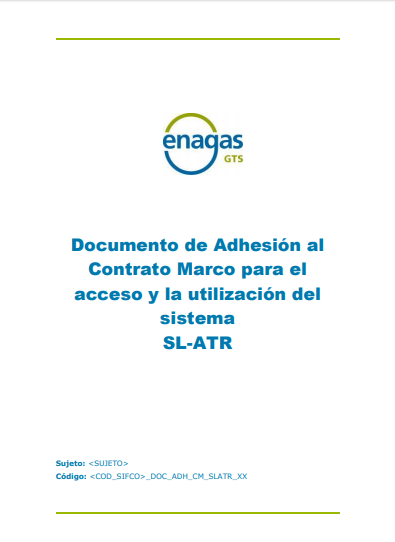 enagas
GTS
Documento de Adhesión al
Contrato Marco para el
acceso y la utilización del
sistema
SL-ATR
Sujeto: <SUJETO>
Código: <COD_SIFCO>_DOC_ADH_CM_SLATR_XX